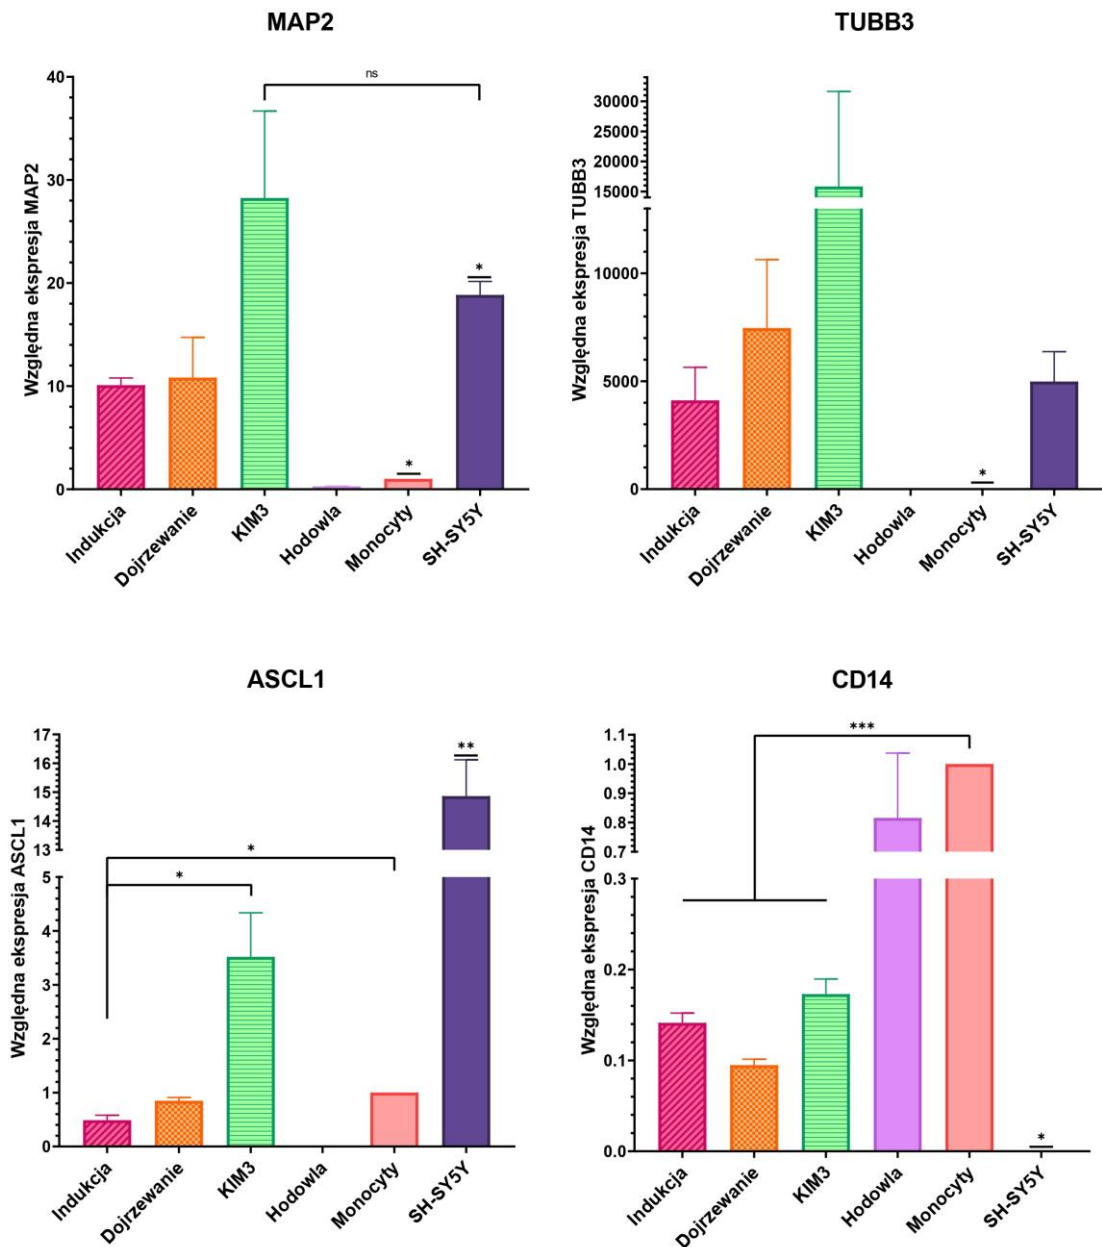 MAP2
ns
Względna ekspresja MAP2
40
30
20
10
0
*
*
Indukcja
Dojrzewanie
KIM3
Hodowla
Monocyty
SH-SY5Y
TUBB3
Względna ekspresja TUBB3
30000
25000
20000
15000
10000
5000
0
*
Indukcja
Dojrzewanie
KIM3
Hodowla
Monocyty
SH-SY5Y
ASCL1
Względna ekspresja ASCL1
17
16
15
14
13
5
4
3
2
1
0
**
*
*
Indukcja
Dojrzewanie
KIM3
Hodowla
Monocyty
SH-SY5Y
CD14
Względna ekspresja CD14
1.1
1.0
0.9
0.8
0.7
0.3
0.2
0.1
0.0
***
*
Indukcja
Dojrzewanie
KIM3
Hodowla
Monocyty
SH-SY5Y